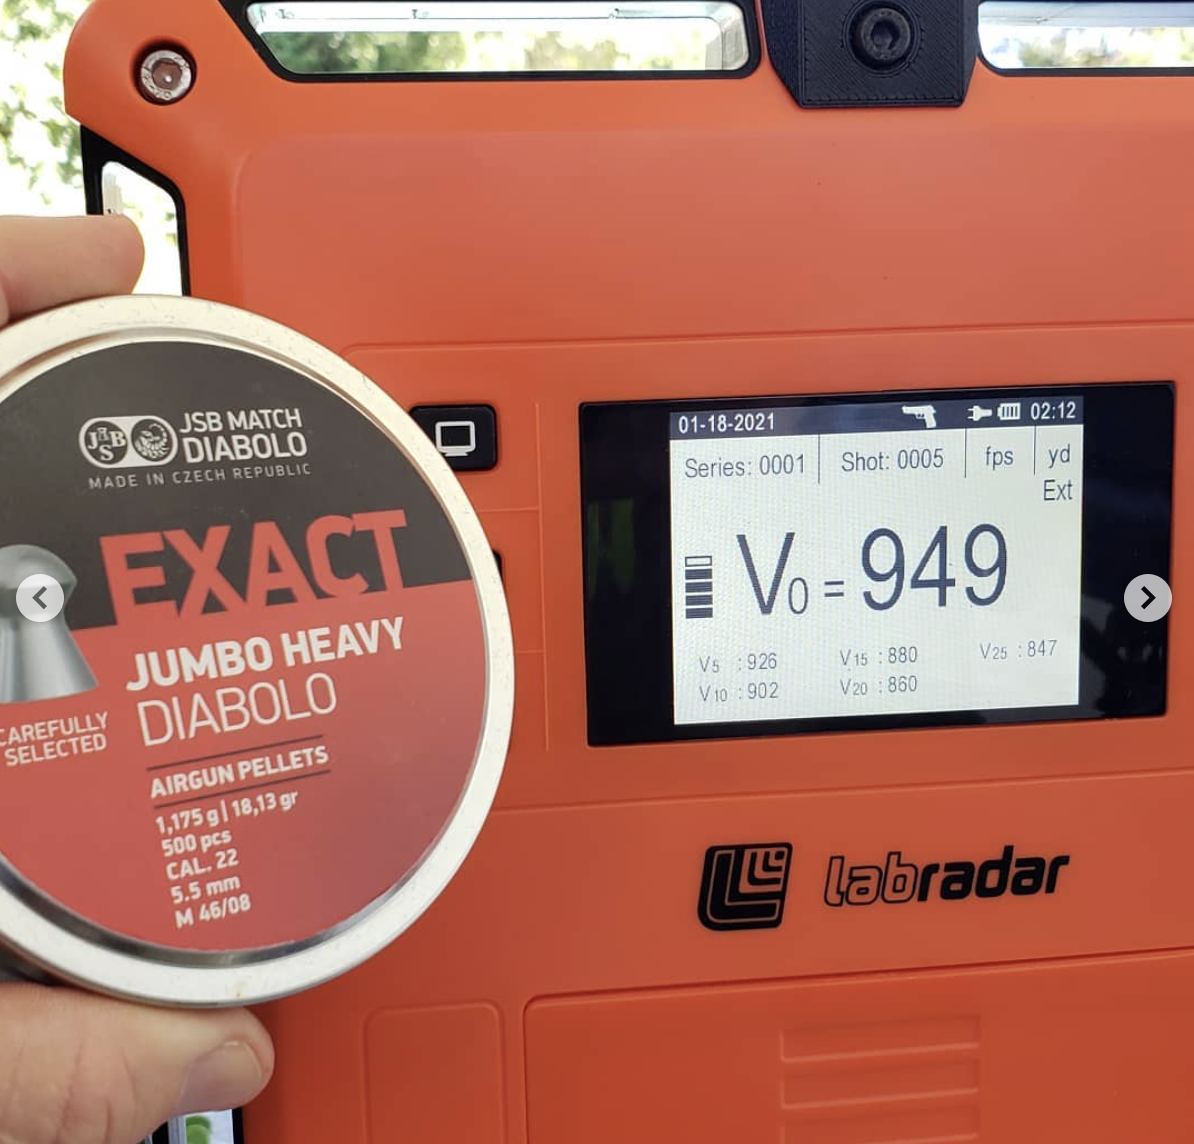 JSB
JSB MATCH
DIABOLO
MADE IN CZECH REPUBLIC
EXACT
JUMBO HEAVY
DIABOLO
CAREFULLY
SELECTED
AIRGUN PELLETS
1,175 g | 18,13 gr
500 pcs
CAL. 22
5.5 mm
M 46/08
01-18-2021 02:12
Series: 0001 Shot: 0005 fps yd
Ext
V0 = 949
V5 : 926 V15 : 880 V25 : 847
V10 : 902 V20 : 860
labradar